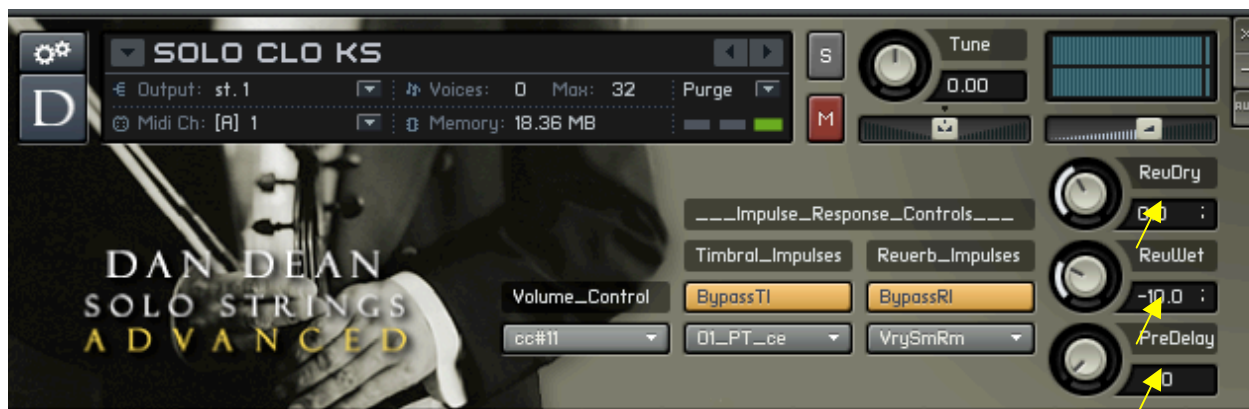 SOLO CLO KS
Output: st. 1
Voices: 0 Max: 32
Purge
Midi Ch: [A] 1
Memory: 18.36 MB
S
M
Tune
0.00
D
DAN DEAN
SOLO STRINGS
ADVANCED
Volume_Control
cc#11
___Impulse_Response_Controls___
Timbral_Impulses
Reverb_Impulses
BypassTI
BypassRI
01_PT_ce
VrySmRm
RevDry
RevWet
-10.0
PreDelay
0